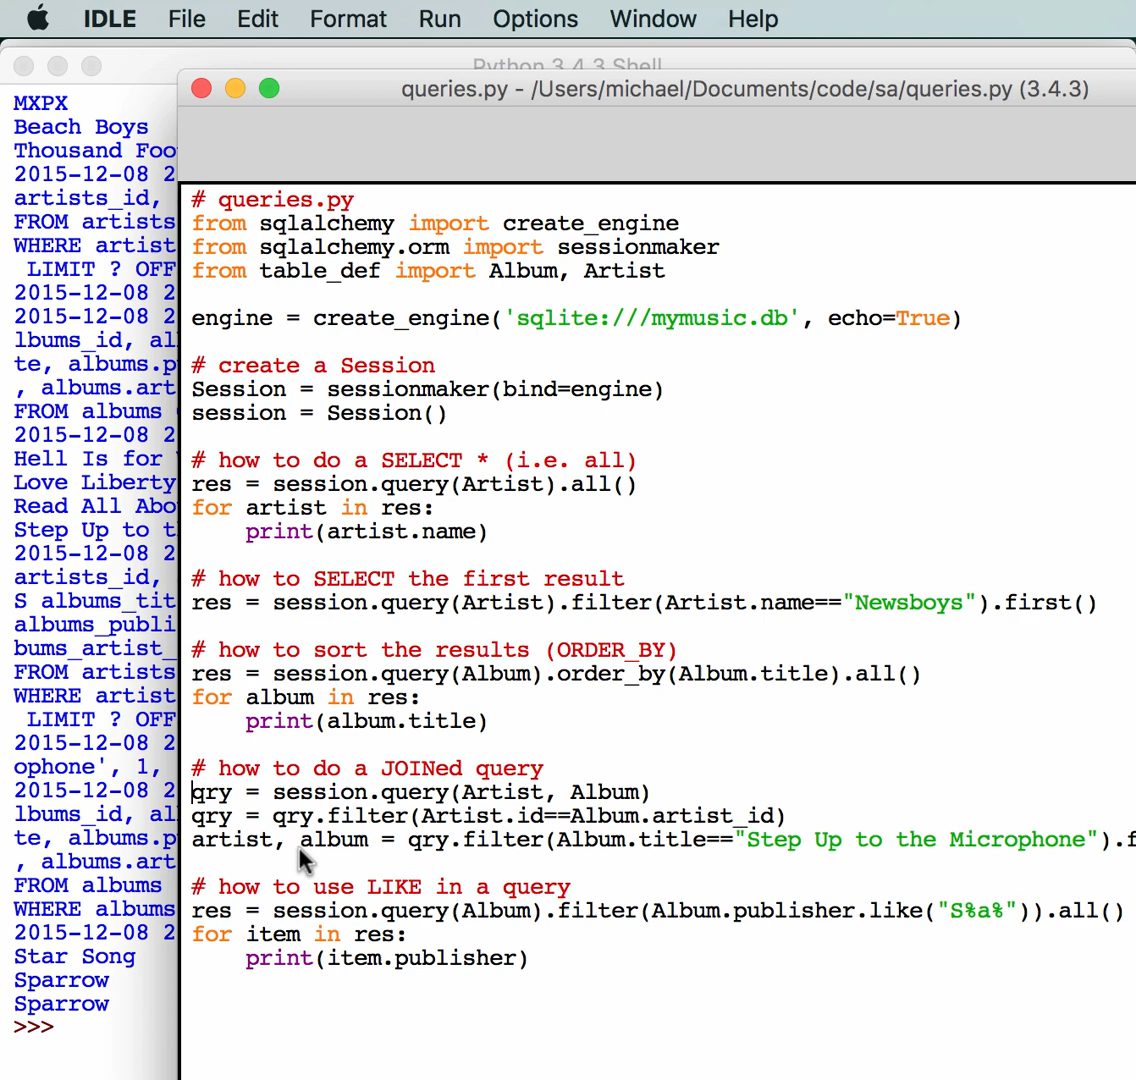 IDLE File Edit Format Run Options Window Help
Python 3.4.3 Shell
queries.py - /Users/michael/Documents/code/sa/queries.py (3.4.3)
MXPX
Beach Boys
Thousand Foo
2015-12-08 2
artists_id,
FROM artists
WHERE artist
LIMIT ? OFF
2015-12-08 2
2015-12-08 2
lbums_id, al
te, albums.p
, albums.art
FROM albums
2015-12-08 2
Hell Is for
Love Liberty
Read All Abo
Step Up to t
2015-12-08 2
artists_id,
S albums_tit
albums_publi
bums_artist_
FROM artists
WHERE artist
LIMIT ? OFF
2015-12-08 2
ophone', 1,
2015-12-08 2
lbums_id, al
te, albums.p
, albums.art
FROM albums
WHERE albums
2015-12-08 2
Star Song
Sparrow
Sparrow
>>>
# queries.py
from sqlalchemy import create_engine
from sqlalchemy.orm import sessionmaker
from table_def import Album, Artist
engine = create_engine('sqlite:///mymusic.db', echo=True)
# create a Session
Session = sessionmaker(bind=engine)
session = Session()
# how to do a SELECT * (i.e. all)
res = session.query(Artist).all()
for artist in res:
    print(artist.name)
# how to SELECT the first result
res = session.query(Artist).filter(Artist.name=="Newsboys").first()
# how to sort the results (ORDER_BY)
res = session.query(Album).order_by(Album.title).all()
for album in res:
    print(album.title)
# how to do a JOINed query
qry = session.query(Artist, Album)
qry = qry.filter(Artist.id==Album.artist_id)
artist, album = qry.filter(Album.title=="Step Up to the Microphone").f
# how to use LIKE in a query
res = session.query(Album).filter(Album.publisher.like("S%a%")).all()
for item in res:
    print(item.publisher)